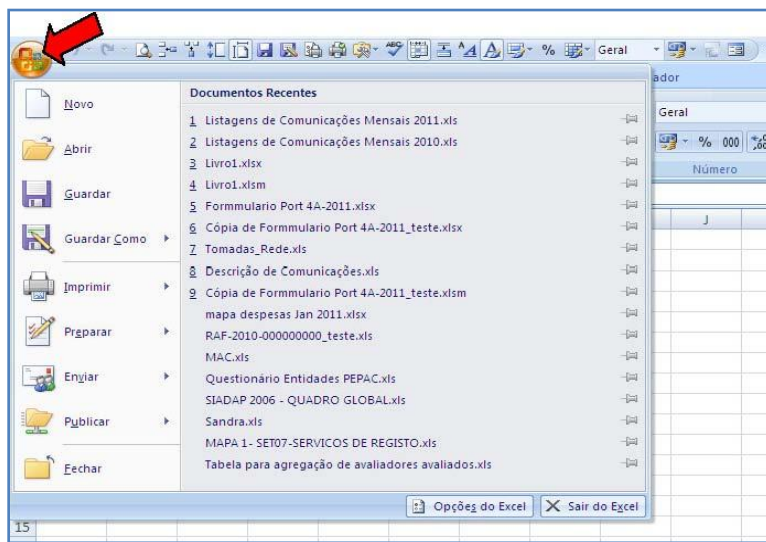 ABC
A
A
%
Geral
ador
Novo
Abrir
Guardar
Guardar Como
Imprimir
Preparar
Enviar
Publicar
Fechar
Documentos Recentes
1 Listagens de Comunicações Mensais 2011.xls
2 Listagens de Comunicações Mensais 2010.xls
3 Livro1.xlsx
4 Livro1.xlsm
5 Formmulario Port 4A-2011.xlsx
6 Cópia de Formmulario Port 4A-2011_teste.xlsx
7 Tomadas_Rede.xls
8 Descrição de Comunicações.xls
9 Cópia de Formmulario Port 4A-2011_teste.xlsm
mapa despesas Jan 2011.xlsx
RAF-2010-000000000_teste.xls
MAC.xls
Questionário Entidades PEPAC.xls
SIADAP 2006 - QUADRO GLOBAL.xls
Sandra.xls
MAPA 1- SET07-SERVICOS DE REGISTO.xls
Tabela para agregação de avaliadores avaliados.xls
Opções do Excel
Sair do Excel
Geral
% 000
Número
J
15